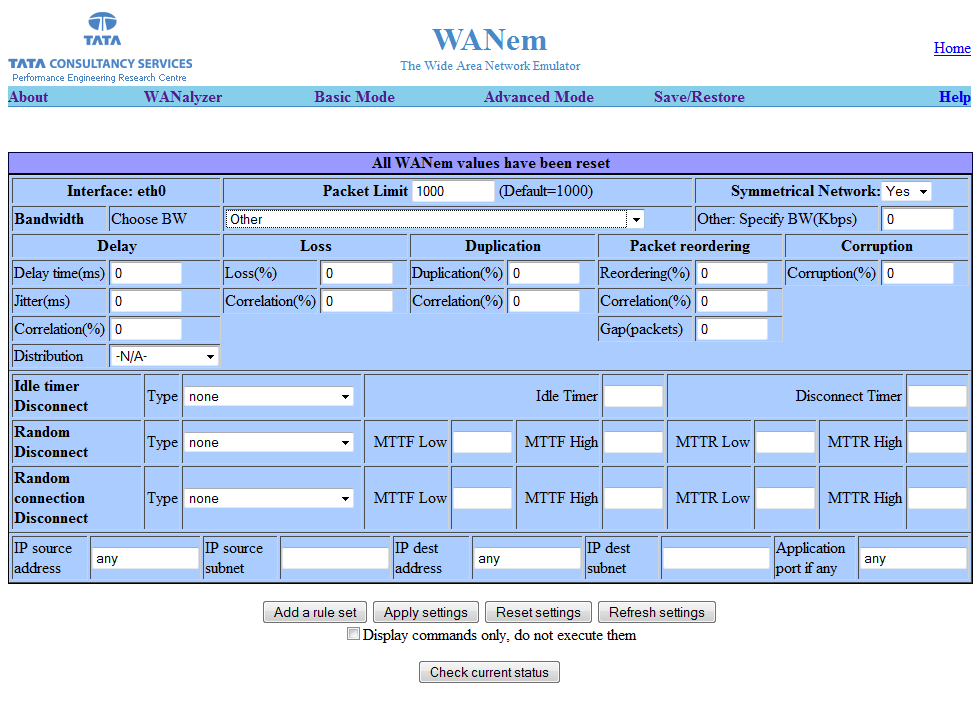 TATA
TATA CONSULTANCY SERVICES
Performance Engineering Research Centre
WANem
The Wide Area Network Emulator
Home
About WANalyzer Basic Mode Advanced Mode Save/Restore Help
All WANem values have been reset
Interface: eth0 Packet Limit 1000 (Default=1000) Symmetrical Network: Yes
Bandwidth Choose BW Other Other: Specify BW(Kbps) 0
Delay Loss Duplication Packet reordering Corruption
Delay time(ms) 0 Loss(%) 0 Duplication(%) 0 Reordering(%) 0 Corruption(%) 0
Jitter(ms) 0 Correlation(%) 0 Correlation(%) 0 Correlation(%) 0
Correlation(%) 0 Gap(packets) 0
Distribution -N/A-
Idle timer
Disconnect
Type none Idle Timer Disconnect Timer
Random
Disconnect
Type none MTTF Low MTTF High MTTR Low MTTR High
Random
connection
Disconnect
Type none MTTF Low MTTF High MTTR Low MTTR High
IP source
address
any
IP source
subnet
IP dest
address
any
IP dest
subnet
Application
port if any
any
Add a rule set Apply settings Reset settings Refresh settings
Display commands only, do not execute them
Check current status